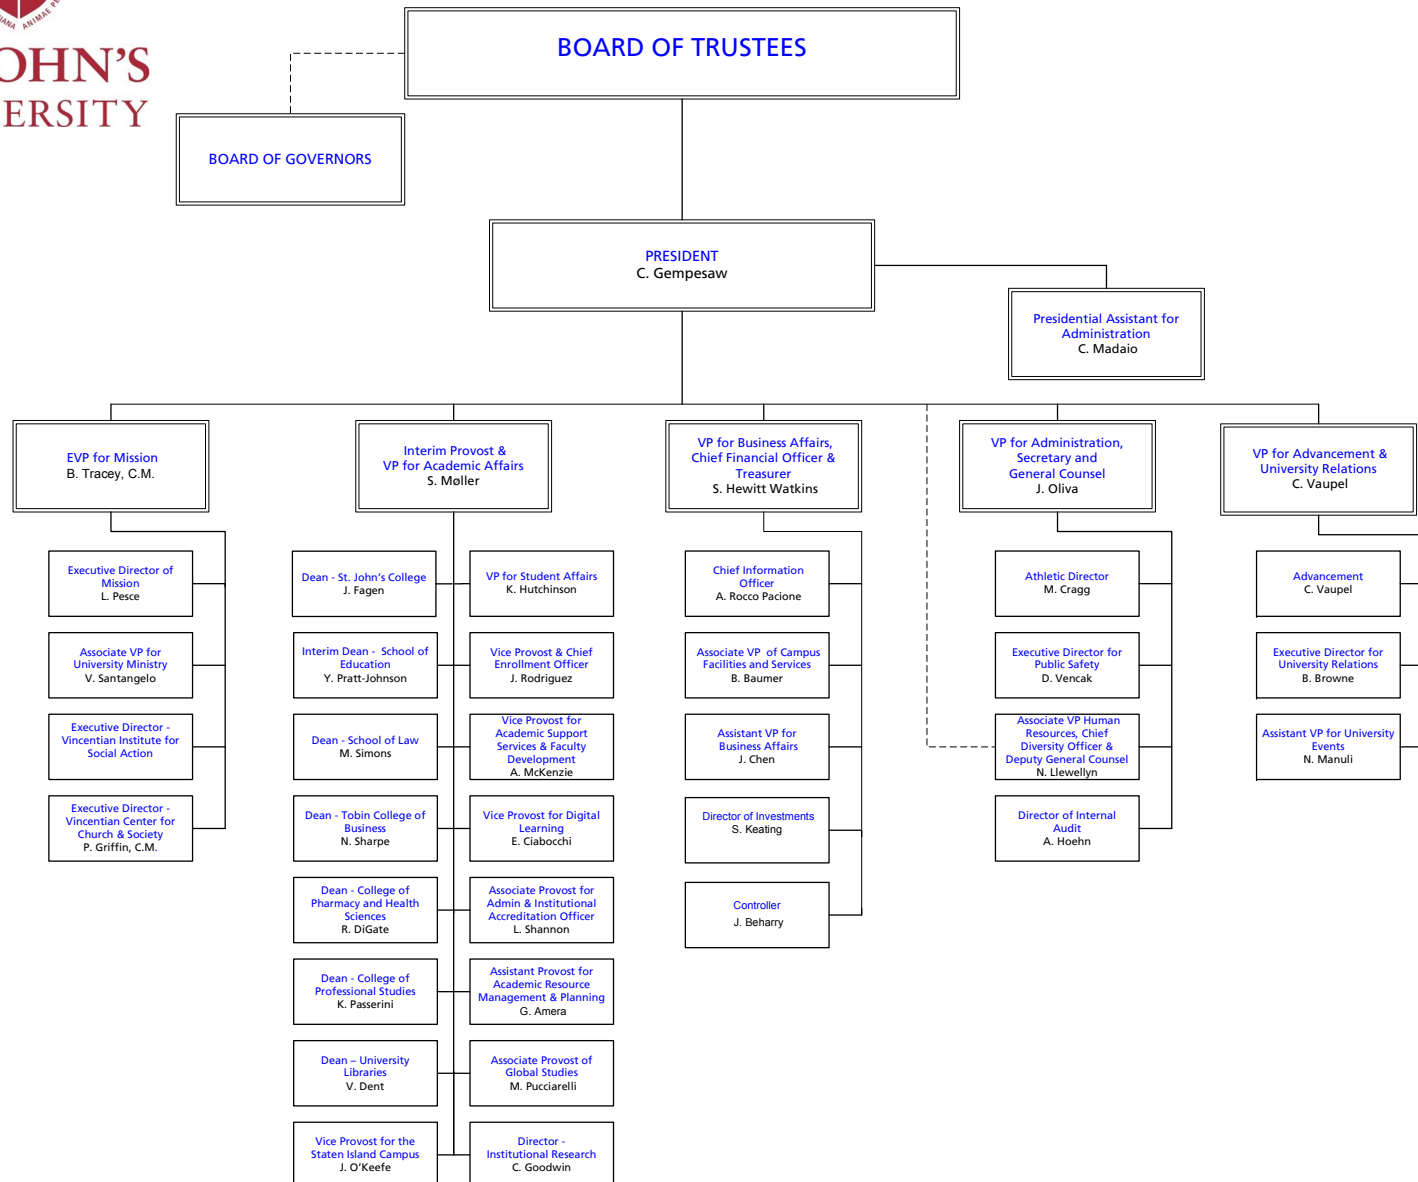 OHN'S
ERSITY
BOARD OF TRUSTEES
BOARD OF GOVERNORS
PRESIDENT
C. Gempesaw
Presidential Assistant for
Administration
C. Madaio
EVP for Mission
B. Tracey, C.M.
Interim Provost &
VP for Academic Affairs
S. Møller
VP for Business Affairs,
Chief Financial Officer &
Treasurer
S. Hewitt Watkins
VP for Administration,
Secretary and
General Counsel
J. Oliva
VP for Advancement &
University Relations
C. Vaupel
Executive Director of
Mission
L. Pesce
Associate VP for
University Ministry
V. Santangelo
Executive Director -
Vincentian Institute for
Social Action
Executive Director -
Vincentian Center for
Church & Society
P. Griffin, C.M.
Dean - St. John's College
J. Fagen
Interim Dean -  School of
Education
Y. Pratt-Johnson
Dean - School of Law
M. Simons
Dean - Tobin College of
Business
N. Sharpe
Dean - College of
Pharmacy and Health
Sciences
R. DiGate
Dean - College of
Professional Studies
K. Passerini
Dean – University
Libraries
V. Dent
Vice Provost for the
Staten Island Campus
J. O'Keefe
VP for Student Affairs
K. Hutchinson
Vice Provost & Chief
Enrollment Officer
J. Rodriguez
Vice Provost for
Academic Support
Services & Faculty
Development
A. McKenzie
Vice Provost for Digital
Learning
E. Ciabocchi
Associate Provost for
Admin & Institutional
Accreditation Officer
L. Shannon
Assistant Provost for
Academic Resource
Management & Planning
G. Amera
Associate Provost of
Global Studies
M. Pucciarelli
Director -
Institutional Research
C. Goodwin
Chief Information
Officer
A. Rocco Pacione
Associate VP  of Campus
Facilities and Services
B. Baumer
Assistant VP for
Business Affairs
J. Chen
Director of Investments
S. Keating
Controller
J. Beharry
Athletic Director
M. Cragg
Executive Director for
Public Safety
D. Vencak
Associate VP Human
Resources, Chief
Diversity Officer &
Deputy General Counsel
N. Llewellyn
Director of Internal
Audit
A. Hoehn
Advancement
C. Vaupel
Executive Director for
University Relations
B. Browne
Assistant VP for University
Events
N. Manuli